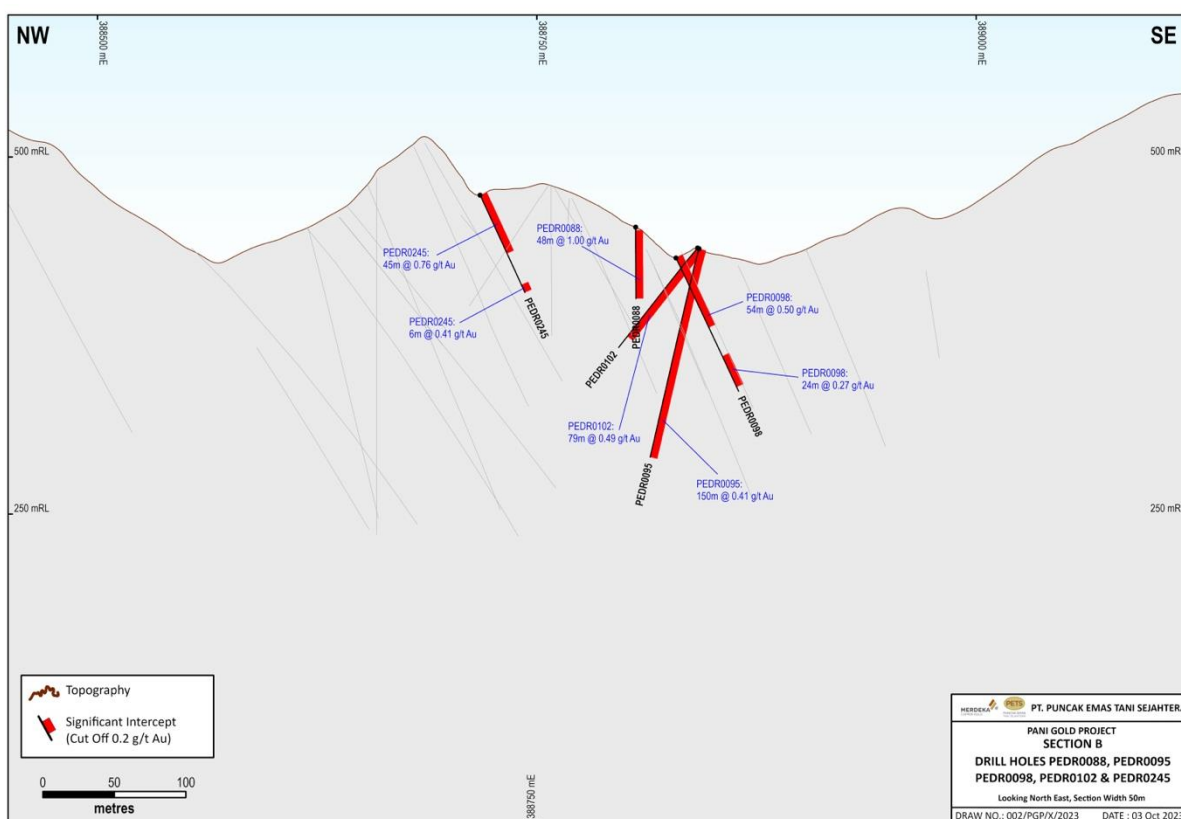 NW
388500 mE
388750 mE
389000 mE
SE
500 mRL
500 mRL
PEDR0088:
48m @ 1.00 g/t Au
PEDR0245:
45m @ 0.76 g/t Au
PEDR0245:
6m @ 0.41 g/t Au
PEDR0245
PEDR0088
PEDR0102
PEDR0098:
54m @ 0.50 g/t Au
PEDR0098:
24m @ 0.27 g/t Au
PEDR0098
PEDR0102:
79m @ 0.49 g/t Au
PEDR0095
PEDR0095:
150m @ 0.41 g/t Au
250 mRL
250 mRL
Topography
Significant Intercept
(Cut Off 0.2 g/t Au)
0 50 100
metres
388750 mE
MERDEKA
PETS
PT. PUNCAK EMAS TANI SEJAHTERA
PANI GOLD PROJECT
SECTION B
DRILL HOLES PEDR0088, PEDR0095
PEDR0098, PEDR0102 & PEDR0245
Looking North East, Section Width 50m
DRAW NO.: 002/PGP/X/2023 DATE : 03 Oct 2023